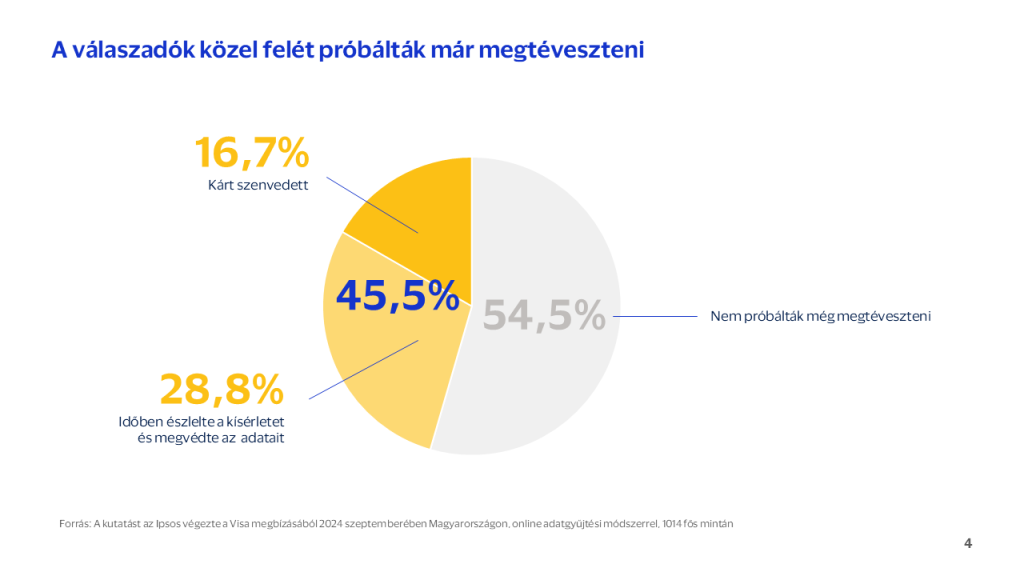 A válaszadók közel felét próbálták már megtéveszteni
16,7%
Kárt szenvedett
45,5%
54,5%
Nem próbálták még megtéveszteni
28,8%
Időben észlelte a kísérletet
és megvédte az adatait
Forrás: A kutatást az Ipsos végezte a Visa megbízásából 2024 szeptemberében Magyarországon, online adatgyűjtési módszerrel, 1014 fős mintán
4